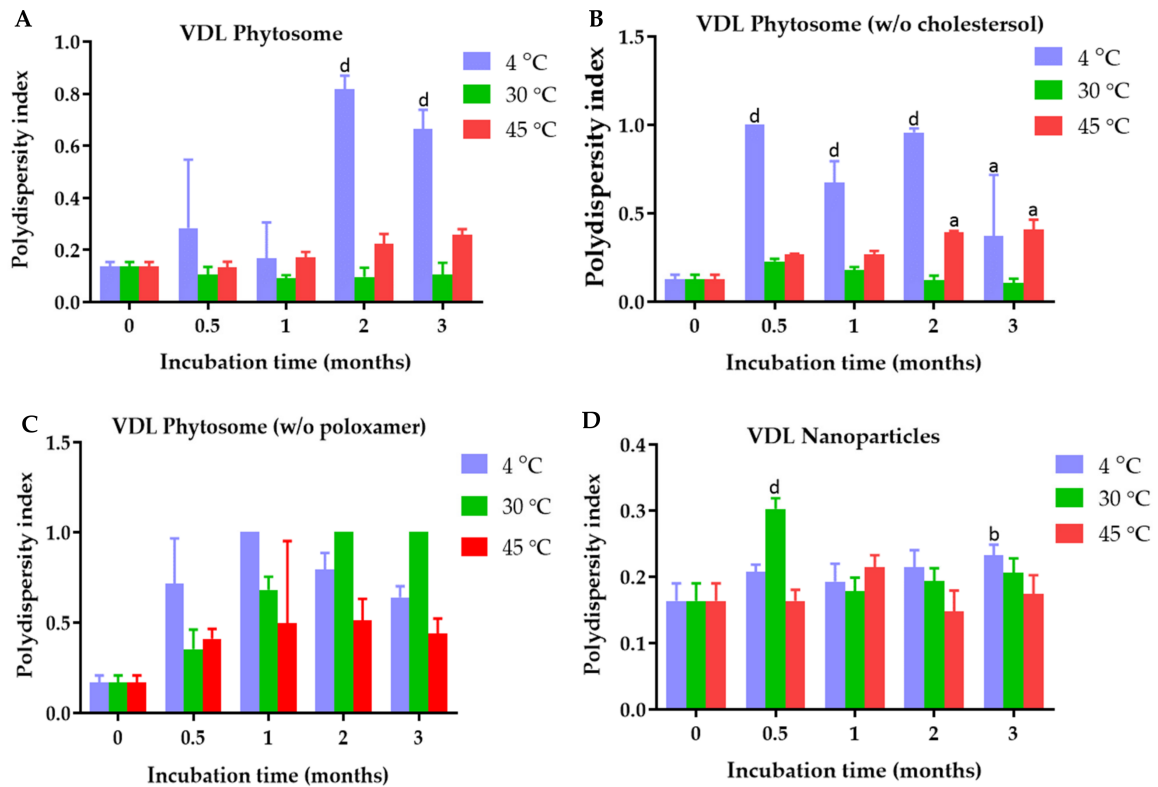 A
VDL Phytosome
Polydispersity index
1.0
0.8
0.6
0.4
0.2
0.0
d
d
4 °C
30 °C
45 °C
0 0.5 1 2 3
Incubation time (months)
B
VDL Phytosome (w/o cholestersol)
Polydispersity index
1.5
1.0
0.5
0.0
d
d
d
a
a
a
4 °C
30 °C
45 °C
0 0.5 1 2 3
Incubation time (months)
C
VDL Phytosome (w/o poloxamer)
Polydispersity index
1.5
1.0
0.5
0.0
4 °C
30 °C
45 °C
0 0.5 1 2 3
Incubation time (months)
D
VDL Nanoparticles
Polydispersity index
0.4
0.3
0.2
0.1
0.0
d
b
4 °C
30 °C
45 °C
0 0.5 1 2 3
Incubation time (months)